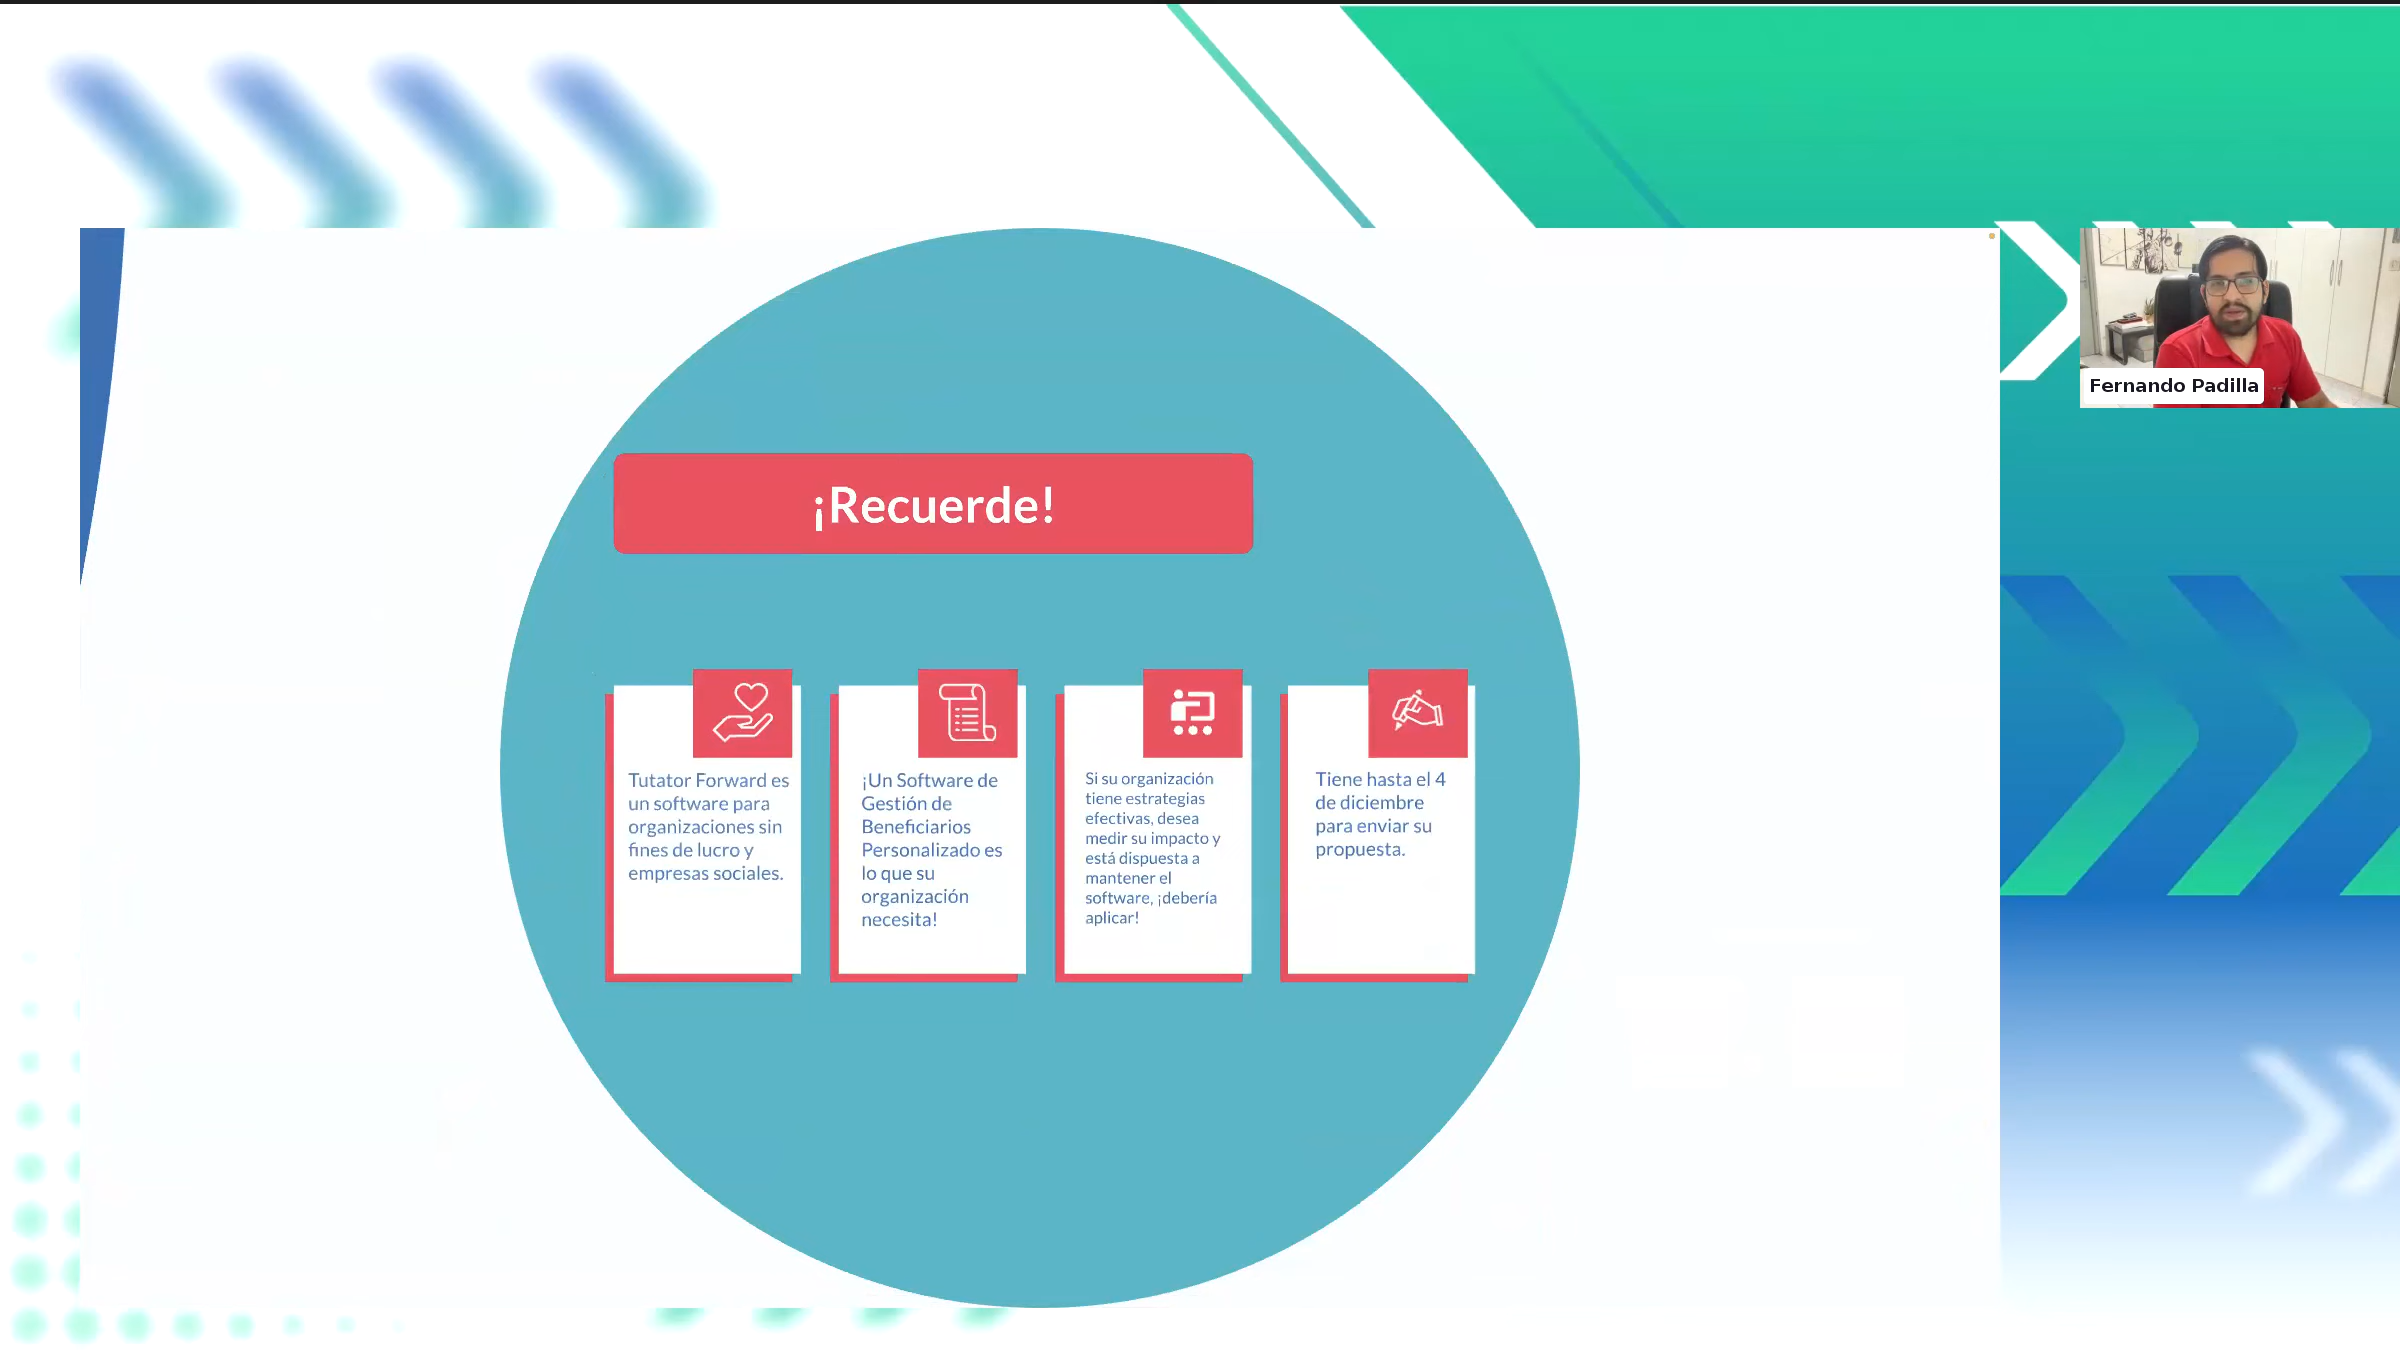 Fernando Padilla
¡Recuerde!
Tutator Forward es
un software para
organizaciones sin
fines de lucro y
empresas sociales.
¡Un Software de
Gestión de
Beneficiarios
Personalizado es
lo que su
organización
necesita!
Si su organización
tiene estrategias
efectivas, desea
medir su impacto y
está dispuesta a
mantener el
software, ¡debería
aplicar!
Tiene hasta el 4
de diciembre
para enviar su
propuesta.